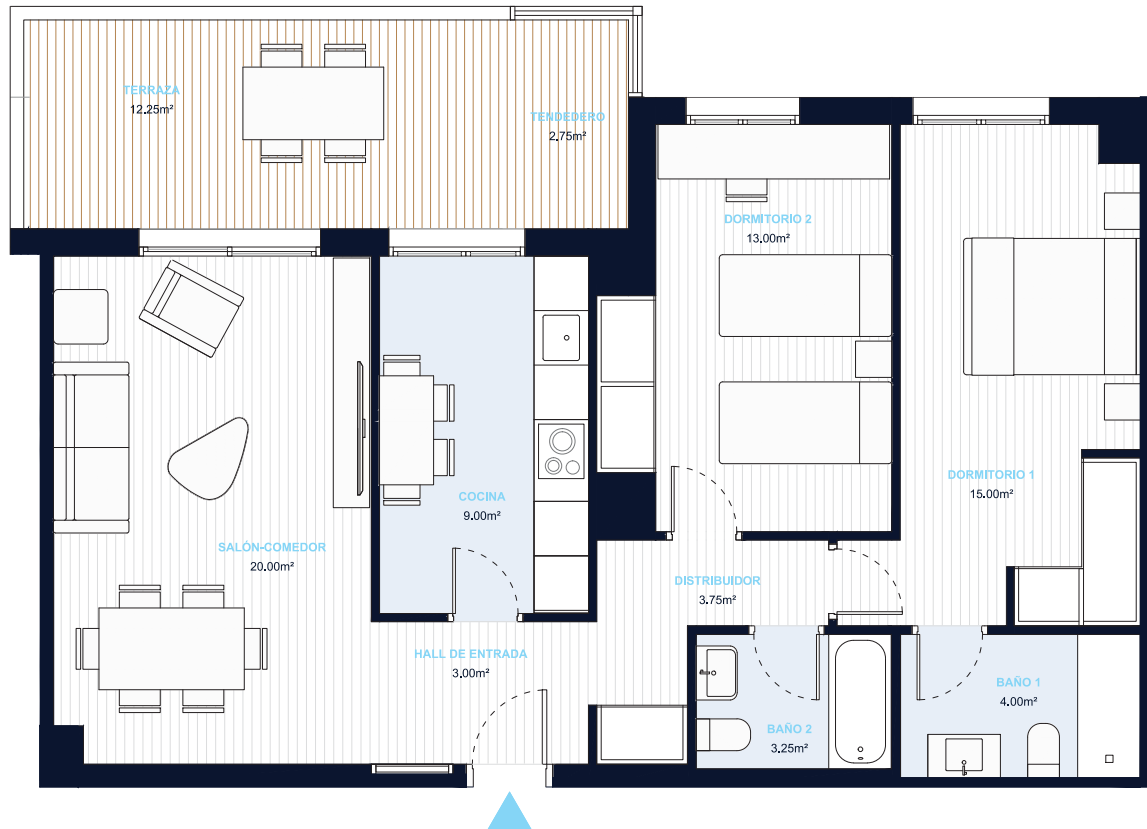 TERRAZA
12.25m²
TENDEDERO
2.75m²
DORMITORIO 2
13.00m²
DORMITORIO 1
15.00m²
COCINA
9.00m²
SALÓN-COMEDOR
20.00m²
DISTRIBUIDOR
3.75m²
HALL DE ENTRADA
3.00m²
BAÑO 1
4.00m²
BAÑO 2
3.25m²